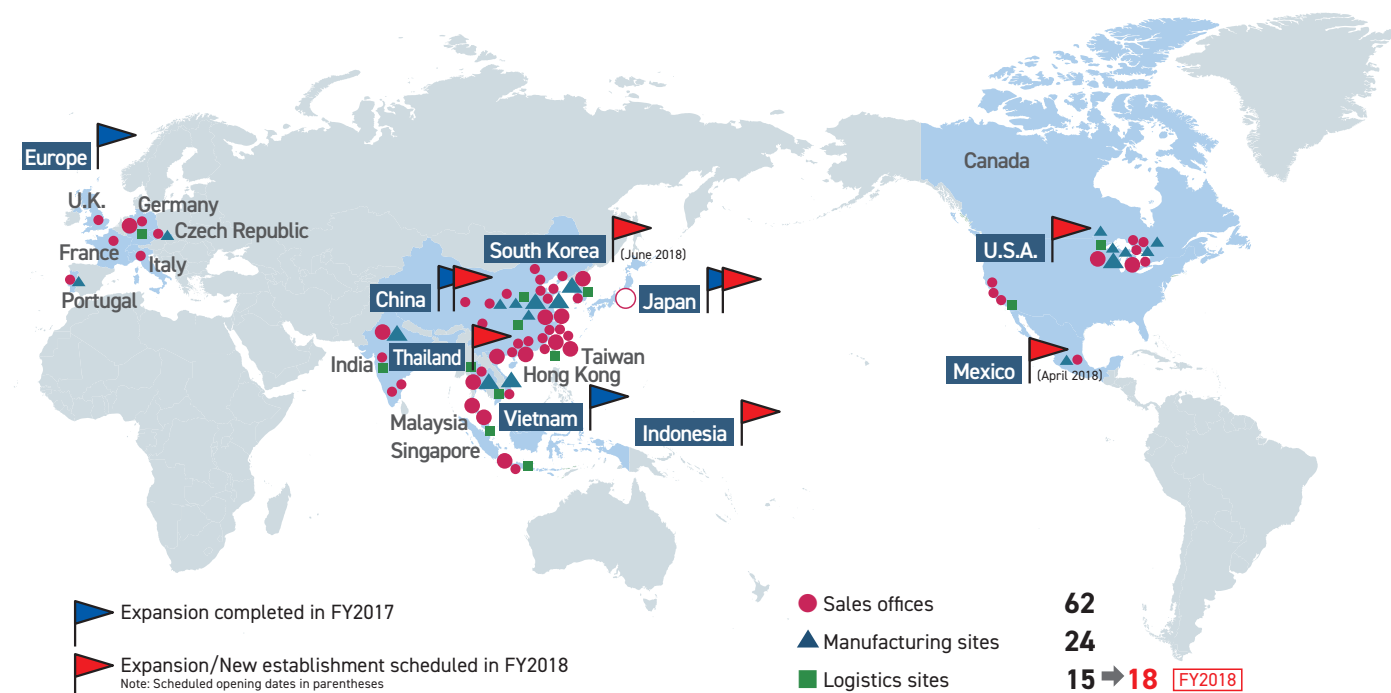 Europe
U.K.
Germany
Czech Republic
France
Italy
Portugal
South Korea
(June 2018)
China
Japan
India
Thailand
Taiwan
Hong Kong
Malaysia
Vietnam
Singapore
Indonesia
Canada
U.S.A.
Mexico
(April 2018)
Expansion completed in FY2017
Expansion/New establishment scheduled in FY2018
Note: Scheduled opening dates in parentheses
Sales offices 62
Manufacturing sites 24
Logistics sites 15 18 FY2018